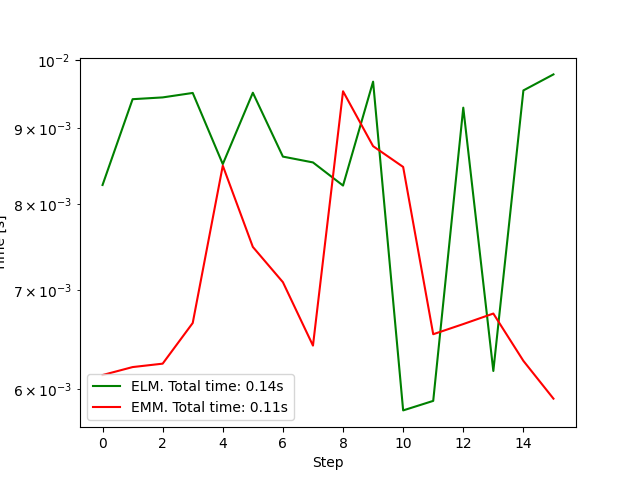 10⁻²
9 × 10⁻³
8 × 10⁻³
7 × 10⁻³
6 × 10⁻³
Time [s]
ELM. Total time: 0.14s
EMM. Total time: 0.11s
0 2 4 6 8 10 12 14
Step